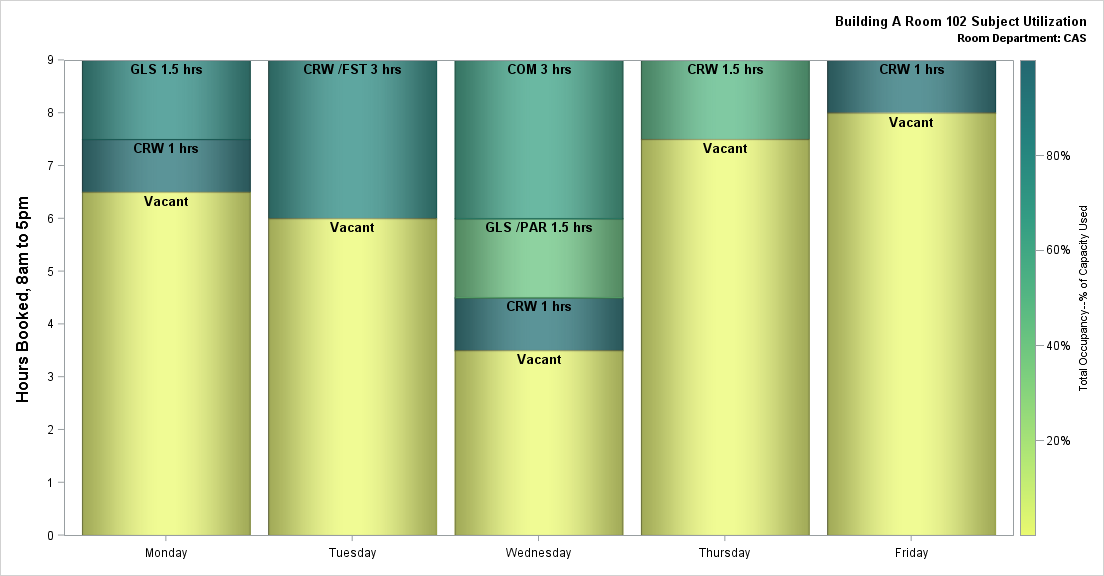 Building A Room 102 Subject Utilization
Room Department: CAS
Hours Booked, 8am to 5pm
9
8
7
6
5
4
3
2
1
0
GLS 1.5 hrs
CRW 1 hrs
Vacant
CRW /FST 3 hrs
Vacant
COM 3 hrs
GLS /PAR 1.5 hrs
CRW 1 hrs
Vacant
CRW 1.5 hrs
Vacant
CRW 1 hrs
Vacant
Monday
Tuesday
Wednesday
Thursday
Friday
80%
60%
40%
20%
Total Occupancy--% of Capacity Used